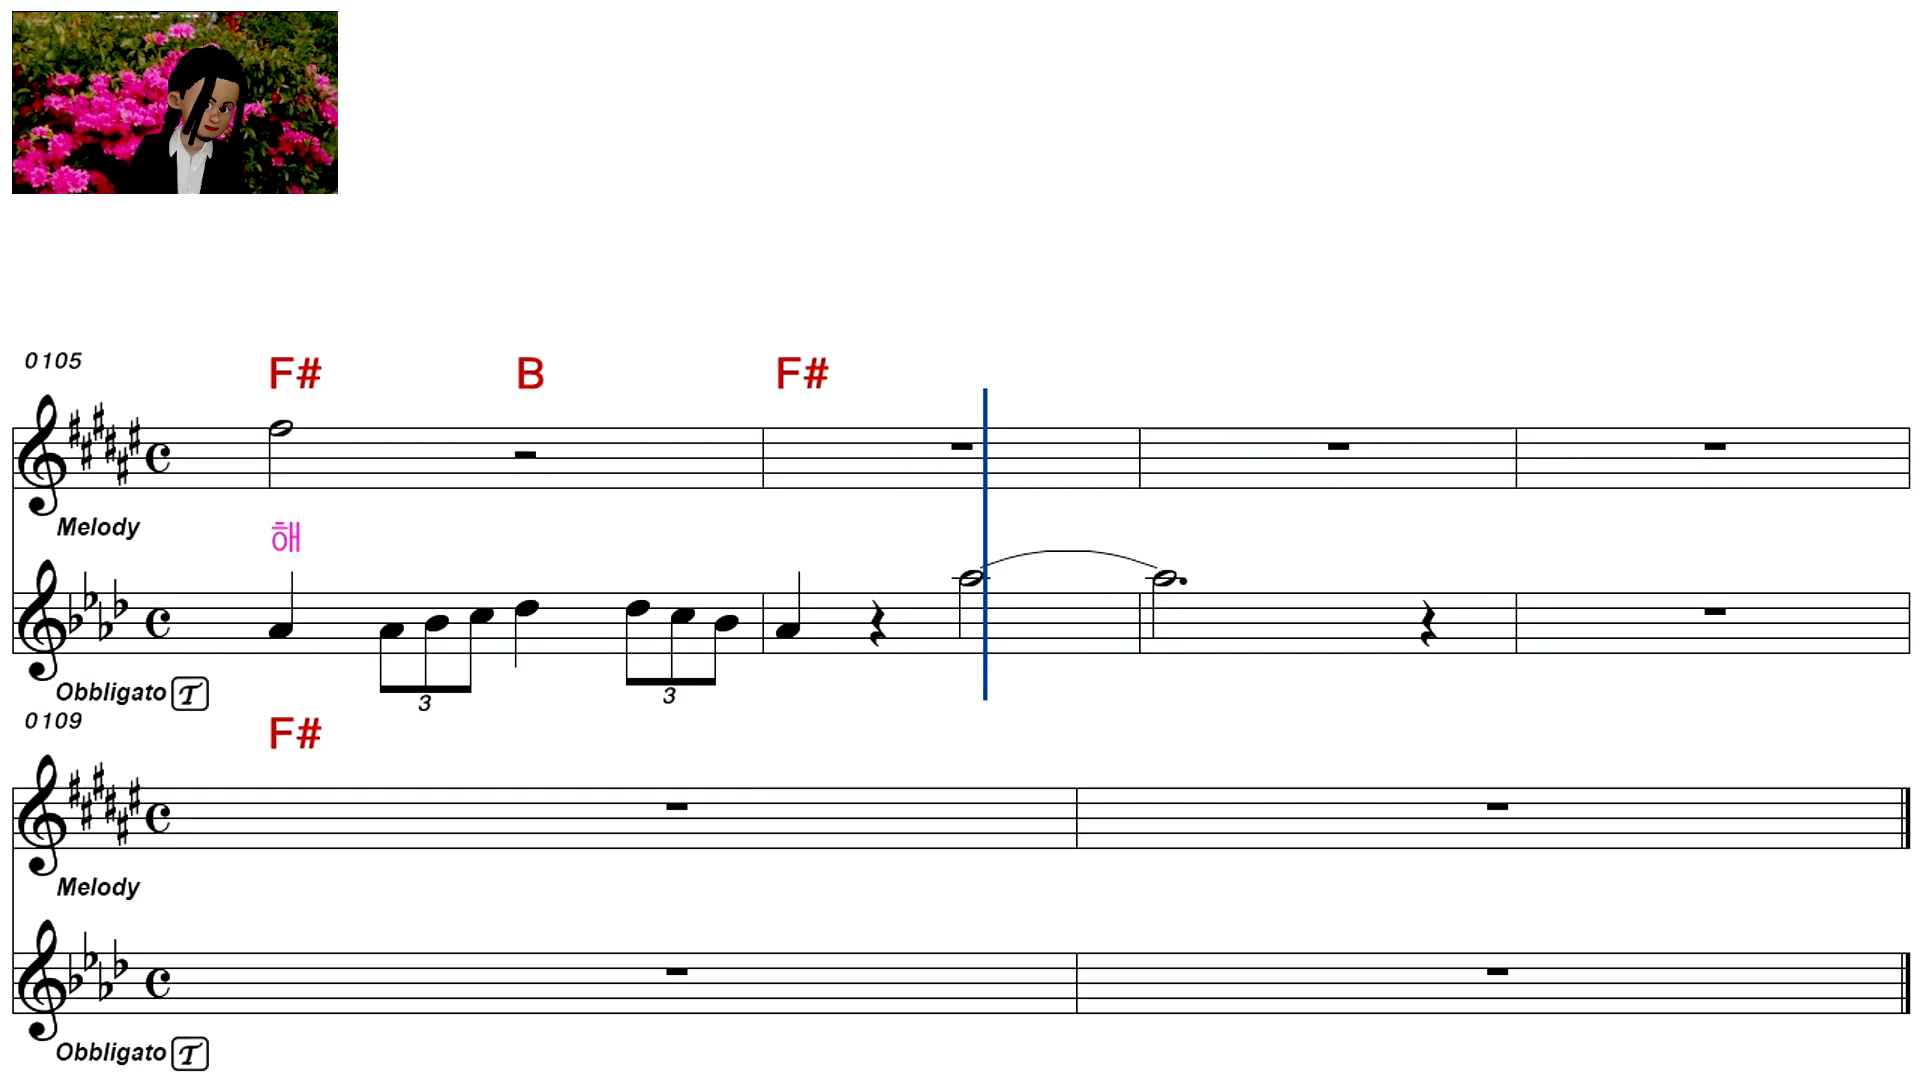 0105
F# B F#
Melody
해
Obbligato T
3 3
0109
F#
Melody
Obbligato T